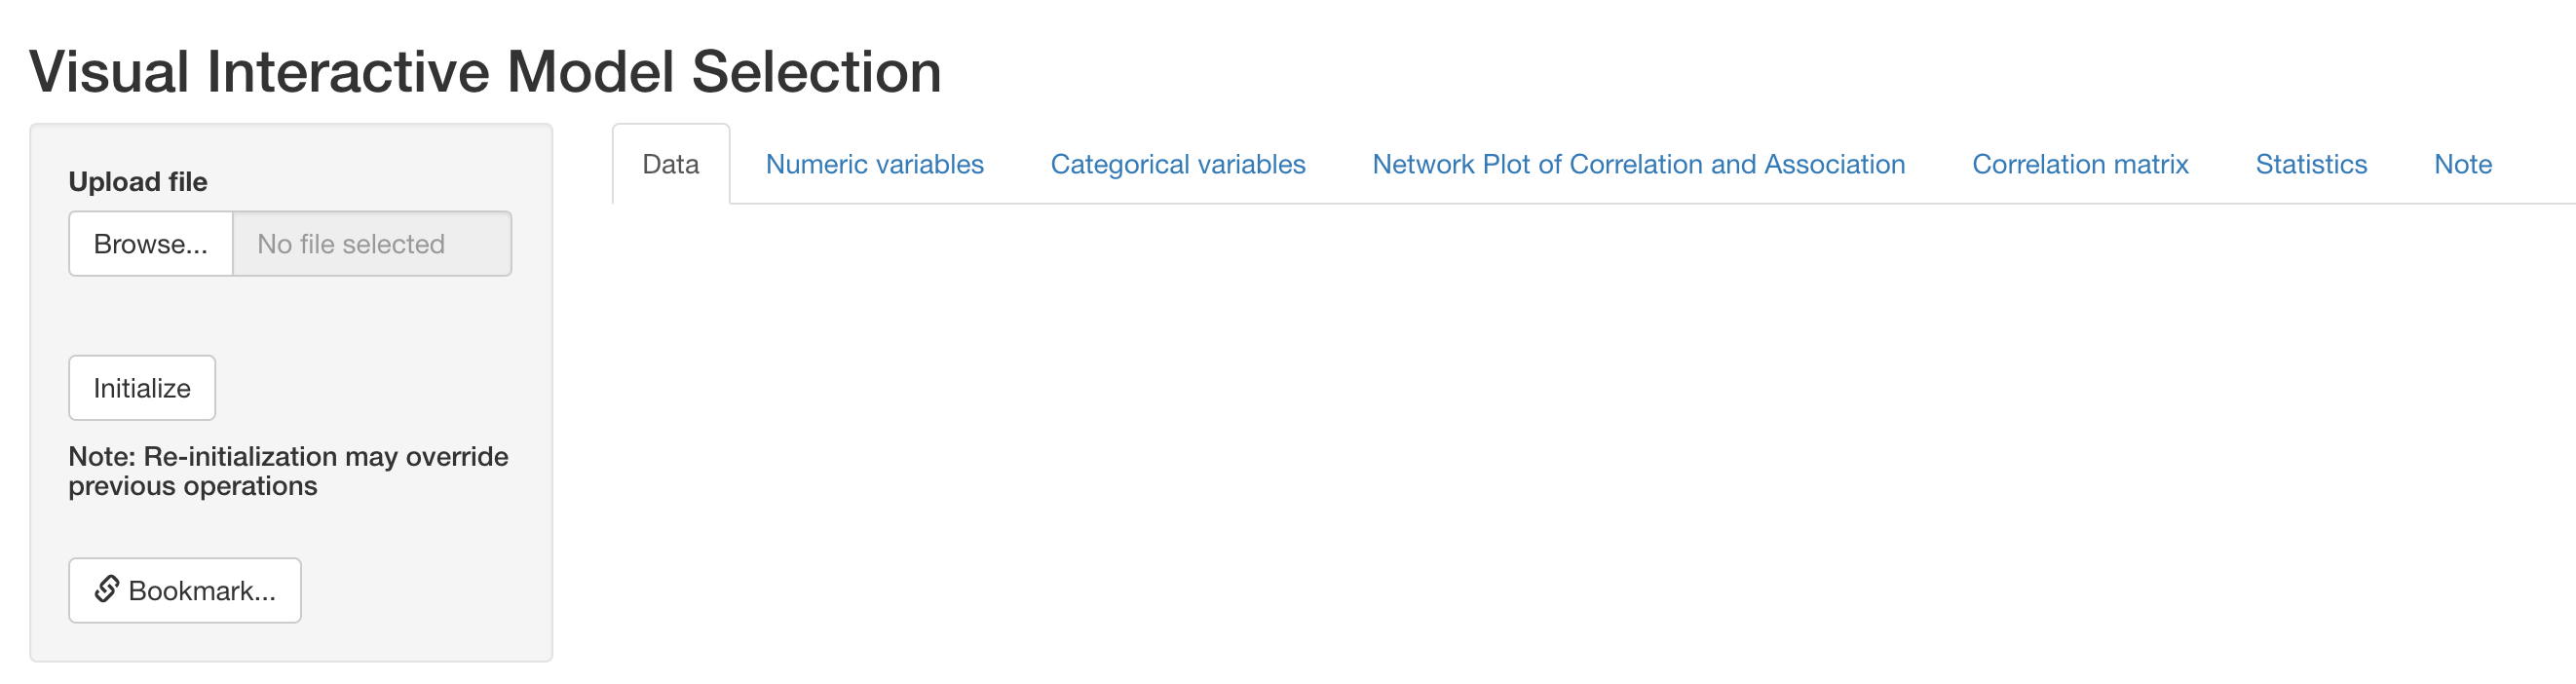 Visual Interactive Model Selection
Upload file
Browse... No file selected
Initialize
Note: Re-initialization may override
previous operations
Bookmark...
Data Numeric variables Categorical variables Network Plot of Correlation and Association Correlation matrix Statistics Note